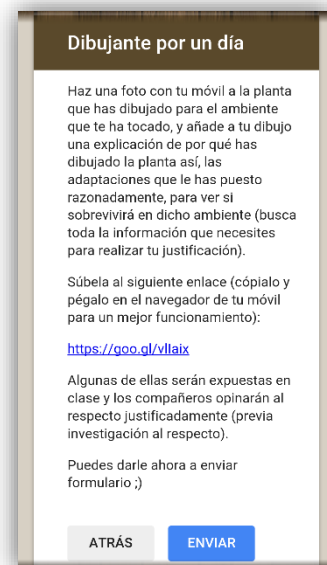 Dibujante por un día
Haz una foto con tu móvil a la planta
que has dibujado para el ambiente
que te ha tocado, y añade a tu dibujo
una explicación de por qué has
dibujado la planta así, las
adaptaciones que le has puesto
razonadamente, para ver si
sobrevivirá en dicho ambiente (busca
toda la información que necesites
para realizar tu justificación).
Súbela al siguiente enlace (cópialo y
pégalo en el navegador de tu móvil
para un mejor funcionamiento):
https://goo.gl/vlIaix
Algunas de ellas serán expuestas en
clase y los compañeros opinarán al
respecto justificadamente (previa
investigación al respecto).
Puedes darle ahora a enviar
formulario ;)
ATRÁS ENVIAR